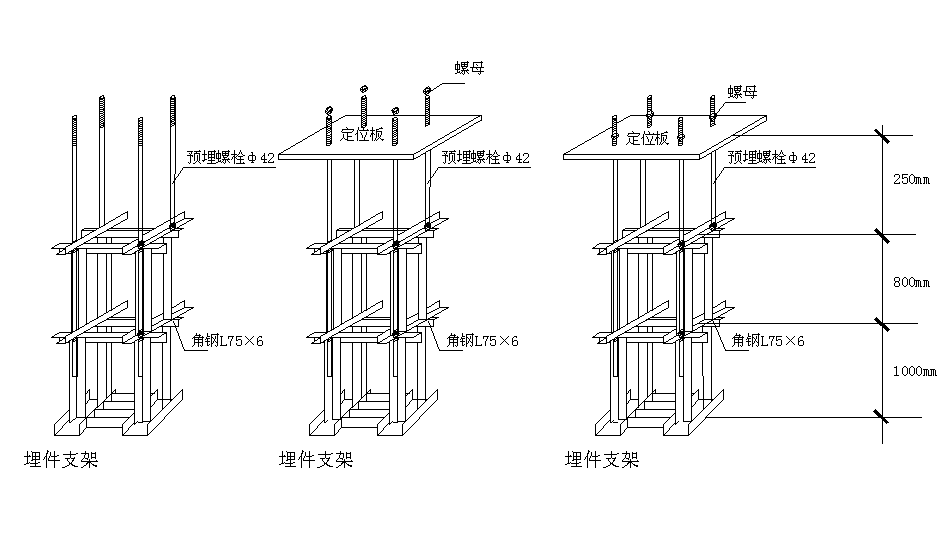 螺母
螺母
定位板
定位板
预埋螺栓φ42
预埋螺栓φ42
预埋螺栓φ42
250mm
800mm
角钢L75×6
角钢L75×6
角钢L75×6
1000mm
埋件支架
埋件支架
埋件支架